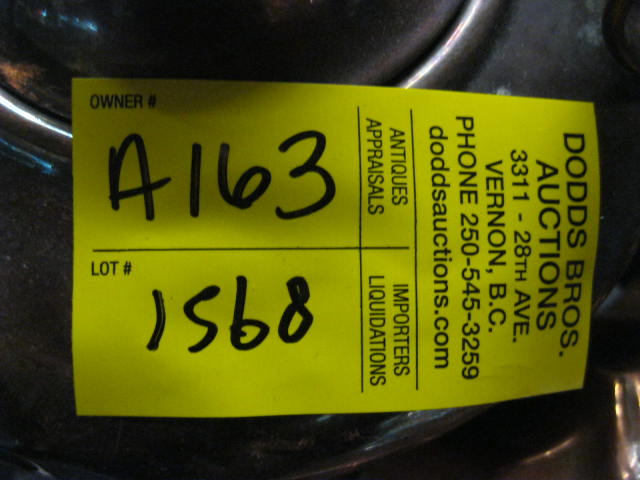 OWNER #
A163
LOT #
1568
ANTIQUES
APPRAISALS
IMPORTERS
LIQUIDATIONS
DODDS BROS.
AUCTIONS
3311 - 28TH AVE.
VERNON, B.C.
PHONE 250-545-3259
doddsauctions.com